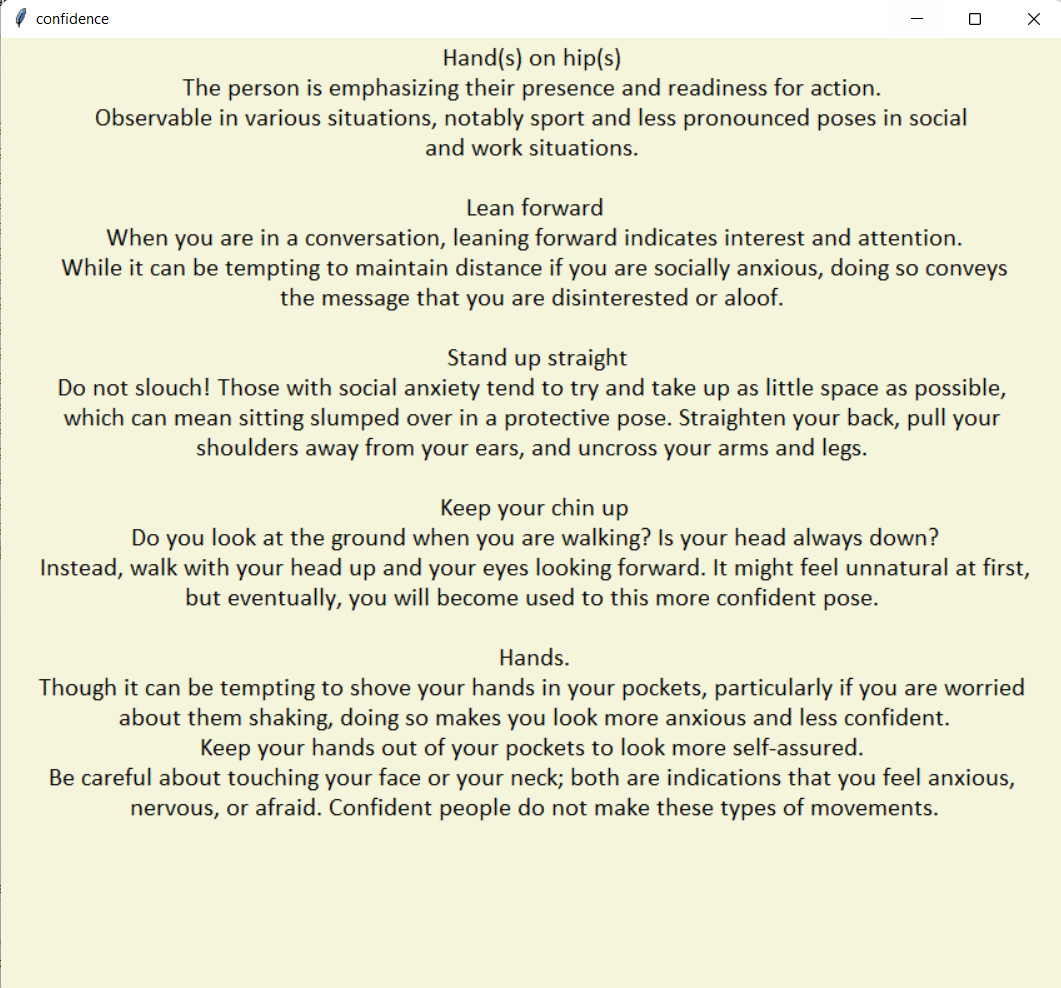 confidence
Hand(s) on hip(s)
The person is emphasizing their presence and readiness for action.
Observable in various situations, notably sport and less pronounced poses in social
and work situations.
Lean forward
When you are in a conversation, leaning forward indicates interest and attention.
While it can be tempting to maintain distance if you are socially anxious, doing so conveys
the message that you are disinterested or aloof.
Stand up straight
Do not slouch! Those with social anxiety tend to try and take up as little space as possible,
which can mean sitting slumped over in a protective pose. Straighten your back, pull your
shoulders away from your ears, and uncross your arms and legs.
Keep your chin up
Do you look at the ground when you are walking? Is your head always down?
Instead, walk with your head up and your eyes looking forward. It might feel unnatural at first,
but eventually, you will become used to this more confident pose.
Hands.
Though it can be tempting to shove your hands in your pockets, particularly if you are worried
about them shaking, doing so makes you look more anxious and less confident.
Keep your hands out of your pockets to look more self-assured.
Be careful about touching your face or your neck; both are indications that you feel anxious,
nervous, or afraid. Confident people do not make these types of movements.